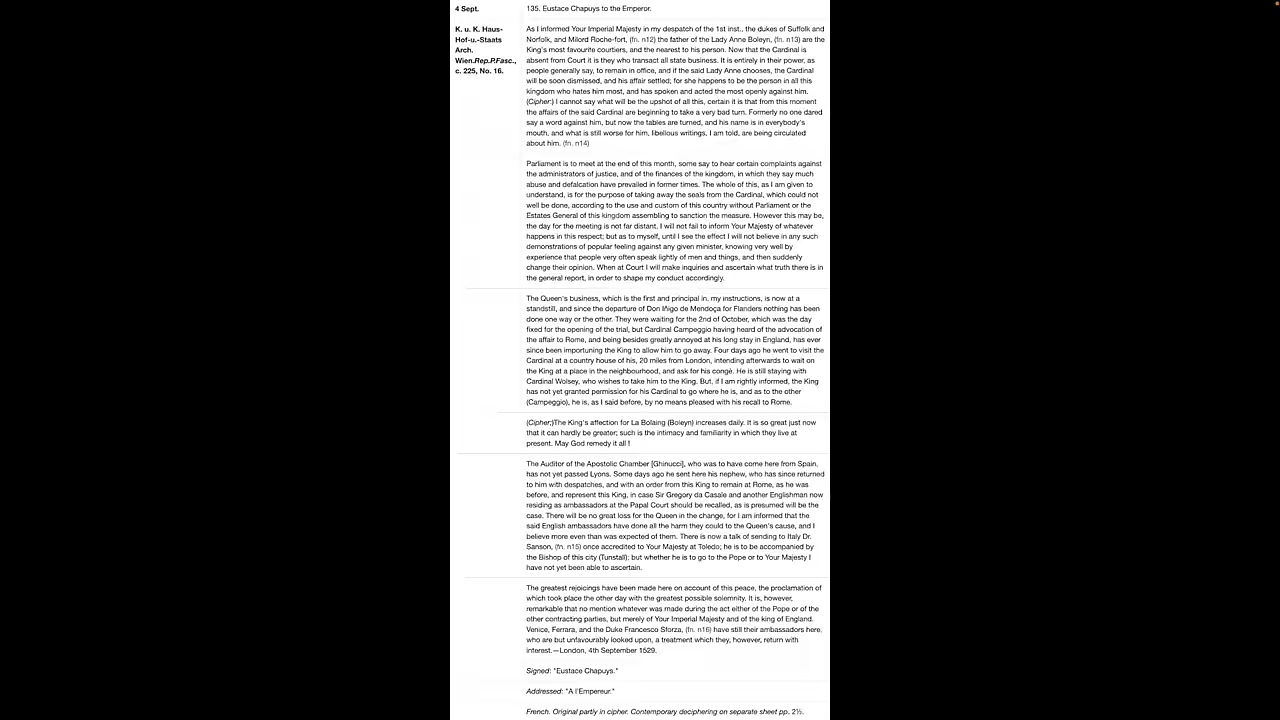 4 Sept.
K. u. K. Haus-
Hof-u.-Staats
Arch.
Wien.Rep.P.Fasc.,
c. 225, No. 16.
135. Eustace Chapuys to the Emperor.
As I informed Your Imperial Majesty in my despatch of the 1st inst., the dukes of Suffolk and
Norfolk, and Milord Roche-fort, (fn. n12) the father of the Lady Anne Boleyn, (fn. n13) are the
King's most favourite courtiers, and the nearest to his person. Now that the Cardinal is
absent from Court it is they who transact all state business. It is entirely in their power, as
people generally say, to remain in office, and if the said Lady Anne chooses, the Cardinal
will be soon dismissed, and his affair settled; for she happens to be the person in all this
kingdom who hates him most, and has spoken and acted the most openly against him.
(Cipher:) I cannot say what will be the upshot of all this, certain it is that from this moment
the affairs of the said Cardinal are beginning to take a very bad turn. Formerly no one dared
say a word against him, but now the tables are turned, and his name is in everybody's
mouth, and what is still worse for him, libellous writings, I am told, are being circulated
about him. (fn. n14)
Parliament is to meet at the end of this month, some say to hear certain complaints against
the administrators of justice, and of the finances of the kingdom, in which they say much
abuse and defalcation have prevailed in former times. The whole of this, as I am given to
understand, is for the purpose of taking away the seals from the Cardinal, which could not
well be done, according to the use and custom of this country without Parliament or the
Estates General of this kingdom assembling to sanction the measure. However this may be,
the day for the meeting is not far distant. I will not fail to inform Your Majesty of whatever
happens in this respect; but as to myself, until I see the effect I will not believe in any such
demonstrations of popular feeling against any given minister, knowing very well by
experience that people very often speak lightly of men and things, and then suddenly
change their opinion. When at Court I will make inquiries and ascertain what truth there is in
the general report, in order to shape my conduct accordingly.
The Queen's business, which is the first and principal in. my instructions, is now at a
standstill, and since the departure of Don Iñigo de Mendoça for Flanders nothing has been
done one way or the other. They were waiting for the 2nd of October, which was the day
fixed for the opening of the trial, but Cardinal Campeggio having heard of the advocation of
the affair to Rome, and being besides greatly annoyed at his long stay in England, has ever
since been importuning the King to allow him to go away. Four days ago he went to visit the
Cardinal at a country house of his, 20 miles from London, intending afterwards to wait on
the King at a place in the neighbourhood, and ask for his congé. He is still staying with
Cardinal Wolsey, who wishes to take him to the King. But, if I am rightly informed, the King
has not yet granted permission for his Cardinal to go where he is, and as to the other
(Campeggio), he is, as I said before, by no means pleased with his recall to Rome.
(Cipher;)The King's affection for La Bolaing (Boleyn) increases daily. It is so great just now
that it can hardly be greater; such is the intimacy and familiarity in which they live at
present. May God remedy it all !
The Auditor of the Apostolic Chamber [Ghinucci], who was to have come here from Spain,
has not yet passed Lyons. Some days ago he sent here his nephew, who has since returned
to him with despatches, and with an order from this King to remain at Rome, as he was
before, and represent this King, in case Sir Gregory da Casale and another Englishman now
residing as ambassadors at the Papal Court should be recalled, as is presumed will be the
case. There will be no great loss for the Queen in the change, for I am informed that the
said English ambassadors have done all the harm they could to the Queen's cause, and I
believe more even than was expected of them. There is now a talk of sending to Italy Dr.
Sanson, (fn. n15) once accredited to Your Majesty at Toledo; he is to be accompanied by
the Bishop of this city (Tunstall); but whether he is to go to the Pope or to Your Majesty I
have not yet been able to ascertain.
The greatest rejoicings have been made here on account of this peace, the proclamation of
which took place the other day with the greatest possible solemnity. It is, however,
remarkable that no mention whatever was made during the act either of the Pope or of the
other contracting parties, but merely of Your Imperial Majesty and of the king of England.
Venice, Ferrara, and the Duke Francesco Sforza, (fn. n16) have still their ambassadors here,
who are but unfavourably looked upon, a treatment which they, however, return with
interest.—London, 4th September 1529.
Signed: "Eustace Chapuys."
Addressed: "A l'Empereur."
French. Original partly in cipher. Contemporary deciphering on separate sheet pp. 2½.